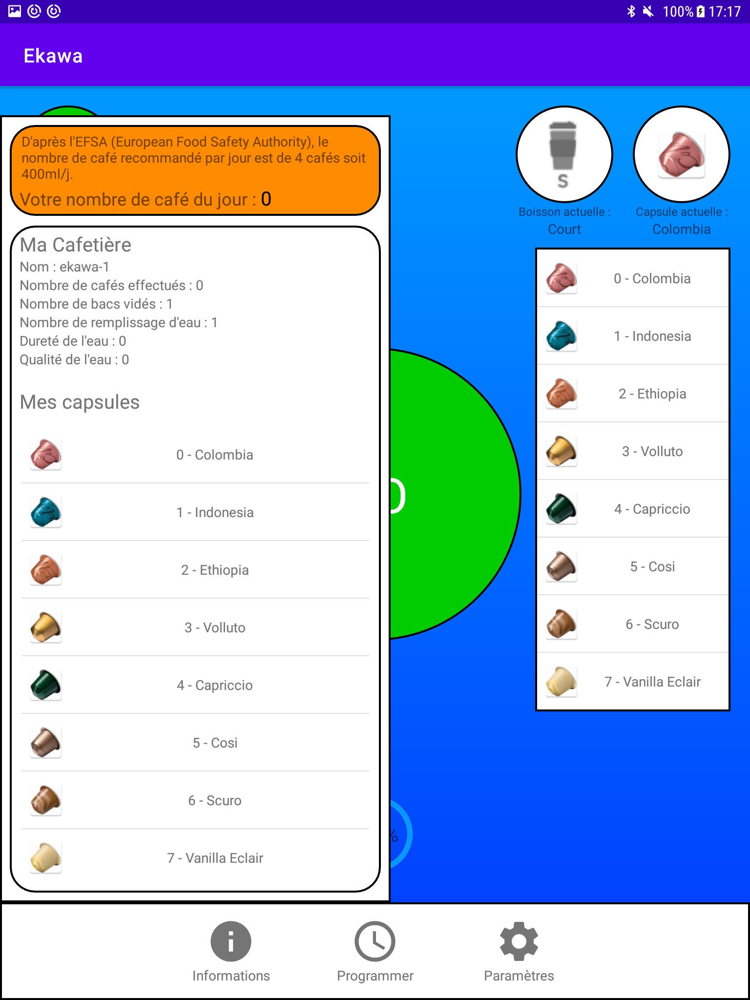 100% 17:17
Ekawa
D'après l'EFSA (European Food Safety Authority), le
nombre de café recommandé par jour est de 4 cafés soit
400ml/j.
Votre nombre de café du jour : 0
Ma Cafetière
Nom : ekawa-1
Nombre de cafés effectués : 0
Nombre de bacs vidés : 1
Nombre de remplissage d'eau : 1
Dureté de l'eau : 0
Qualité de l'eau : 0
Mes capsules
0 - Colombia
1 - Indonesia
2 - Ethiopia
3 - Volluto
4 - Capriccio
5 - Cosi
6 - Scuro
7 - Vanilla Eclair
S
Boisson actuelle :
Court
Capsule actuelle :
Colombia
0 - Colombia
1 - Indonesia
2 - Ethiopia
3 - Volluto
4 - Capriccio
5 - Cosi
6 - Scuro
7 - Vanilla Eclair
%
Informations
Programmer
Paramètres